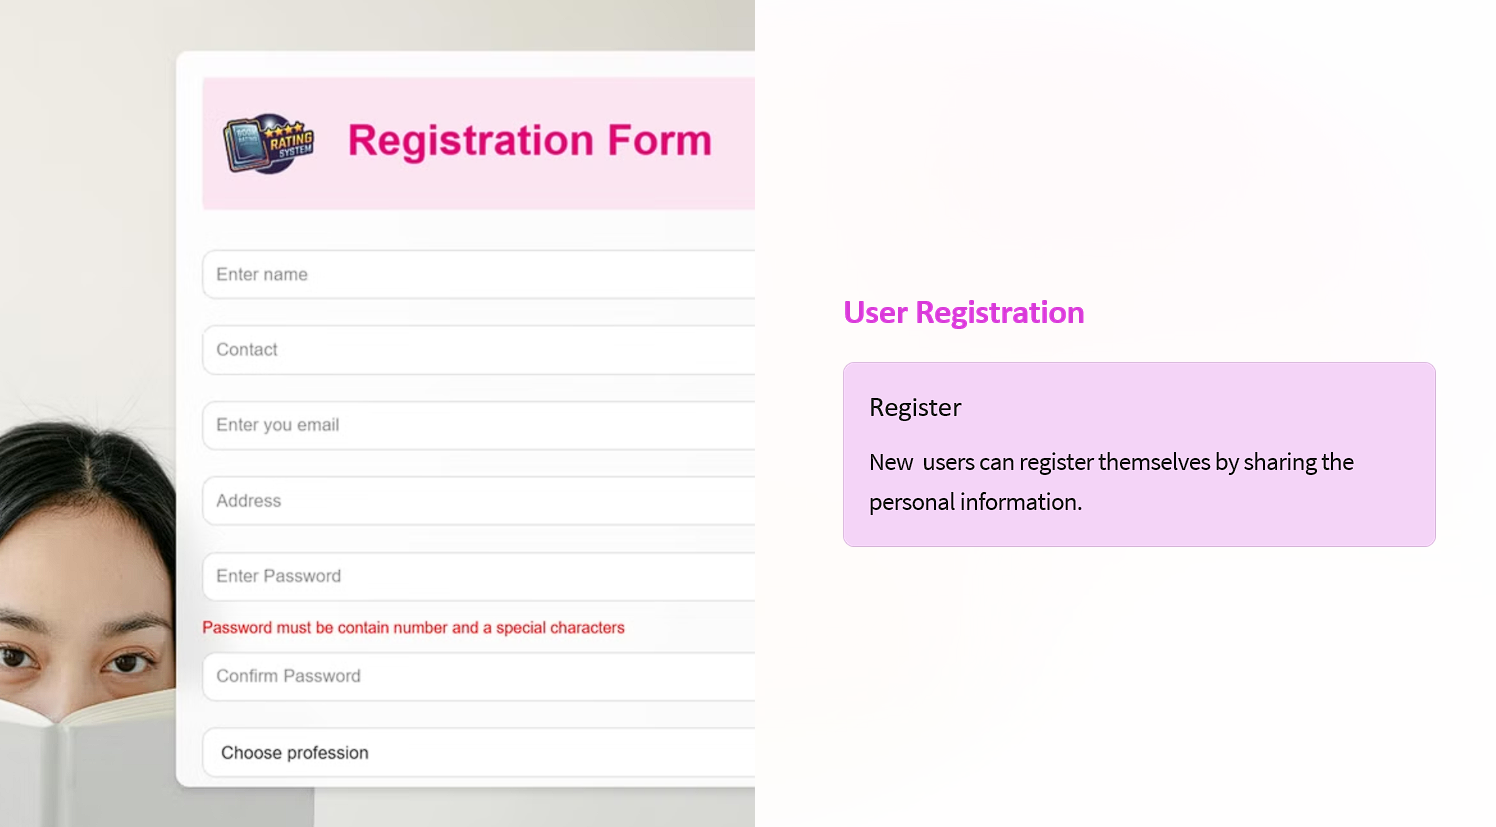 RATING
SYSTEM
Registration Form
Enter name
Contact
Enter you email
Address
Enter Password
Password must be contain number and a special characters
Confirm Password
Choose profession
User Registration
Register
New  users can register themselves by sharing the
personal information.